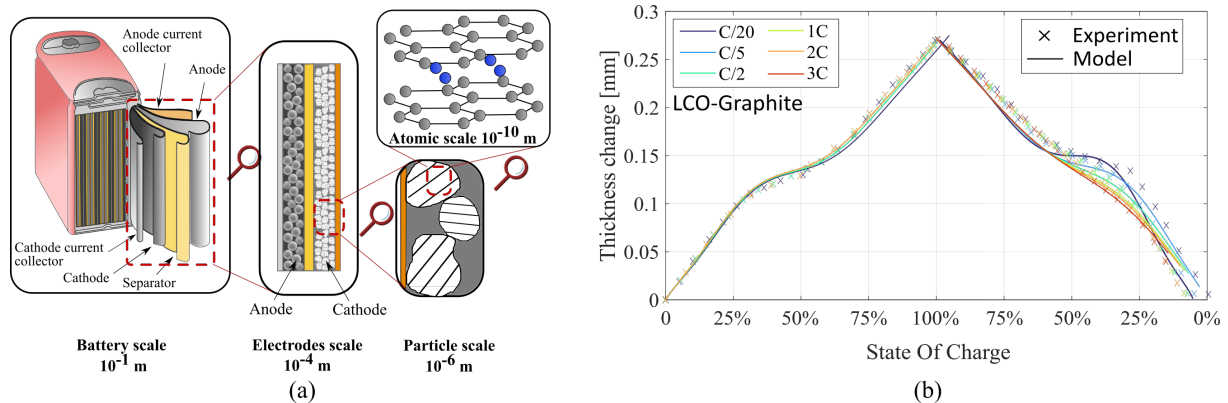 Anode current
collector
Anode
Cathode current
collector
Cathode
Separator
Battery scale
10⁻¹ m
Anode
Cathode
Electrodes scale
10⁻⁴ m
Atomic scale 10⁻¹⁰ m
Particle scale
10⁻⁶ m
(a)
Thickness change [mm]
0.3
0.25
0.2
0.15
0.1
0.05
0
C/20
C/5
C/2
1C
2C
3C
LCO-Graphite
Experiment
Model
0 25% 50% 75% 100% 75% 50% 25% 0%
State Of Charge
(b)